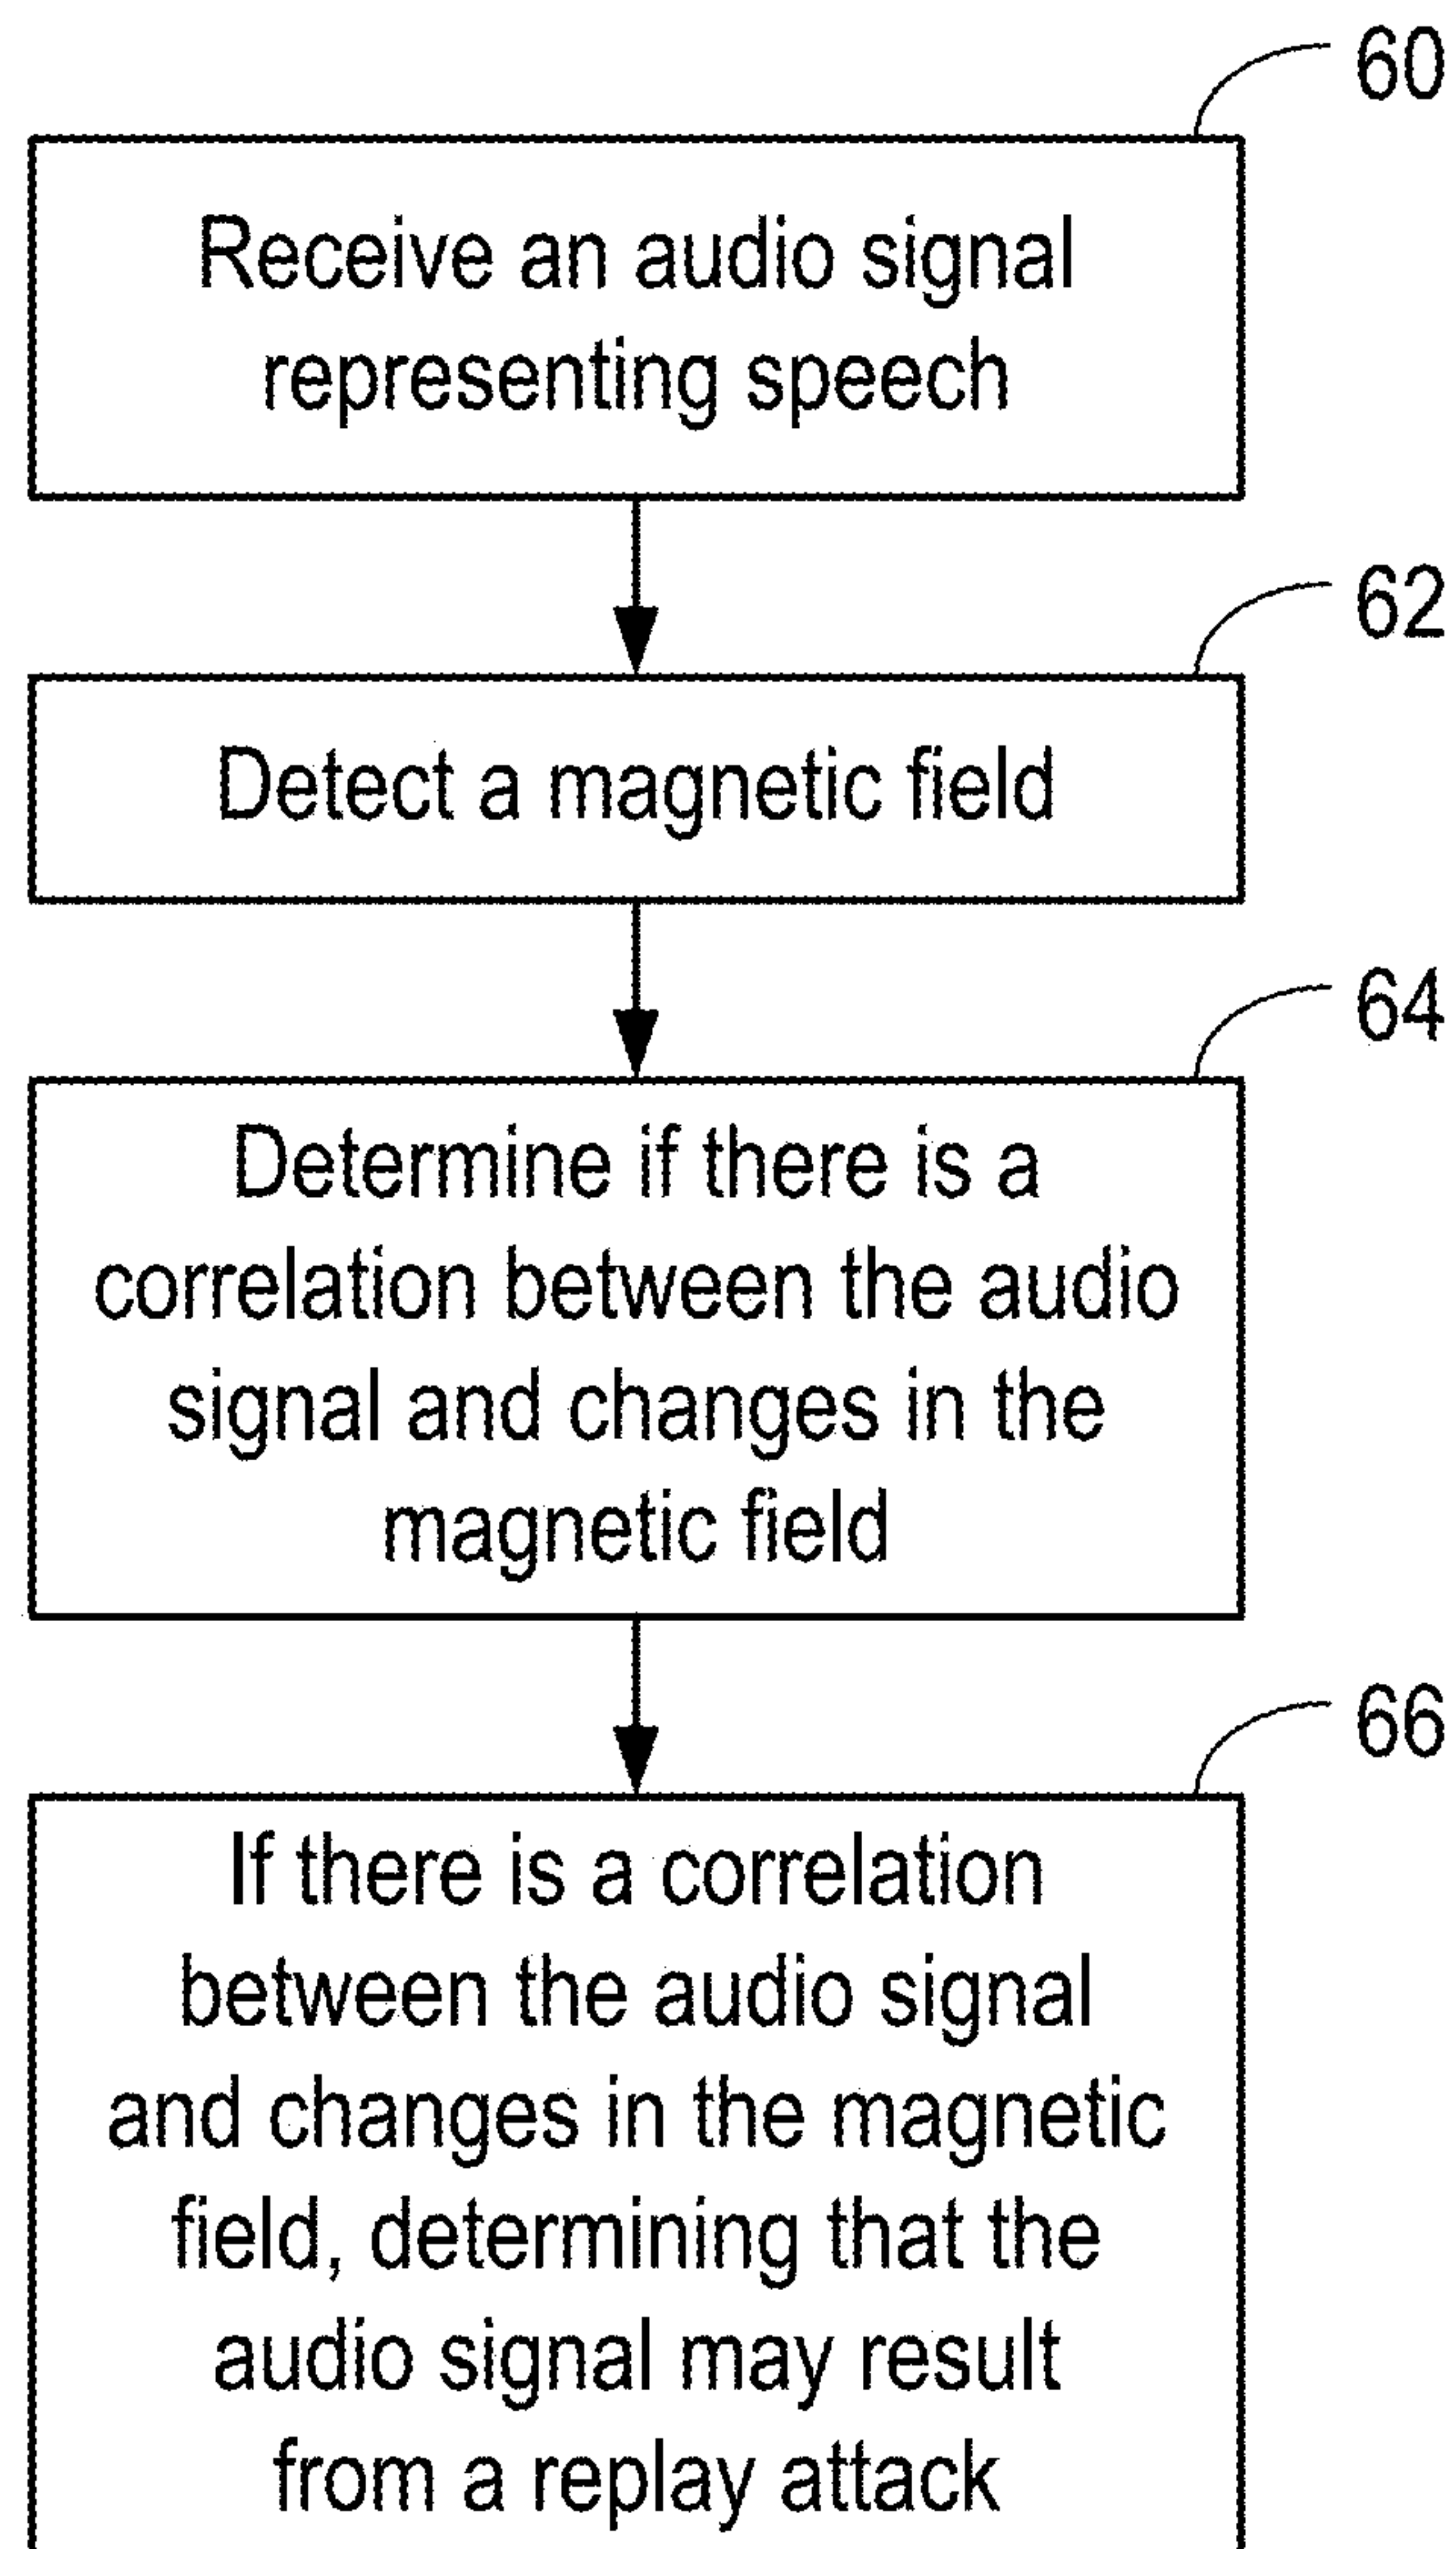 60
Receive an audio signal
representing speech
62
Detect a magnetic field
64
Determine if there is a
correlation between the audio
signal and changes in the
magnetic field
66
If there is a correlation
between the audio signal
and changes in the magnetic
field, determining that the
audio signal may result
from a replay attack